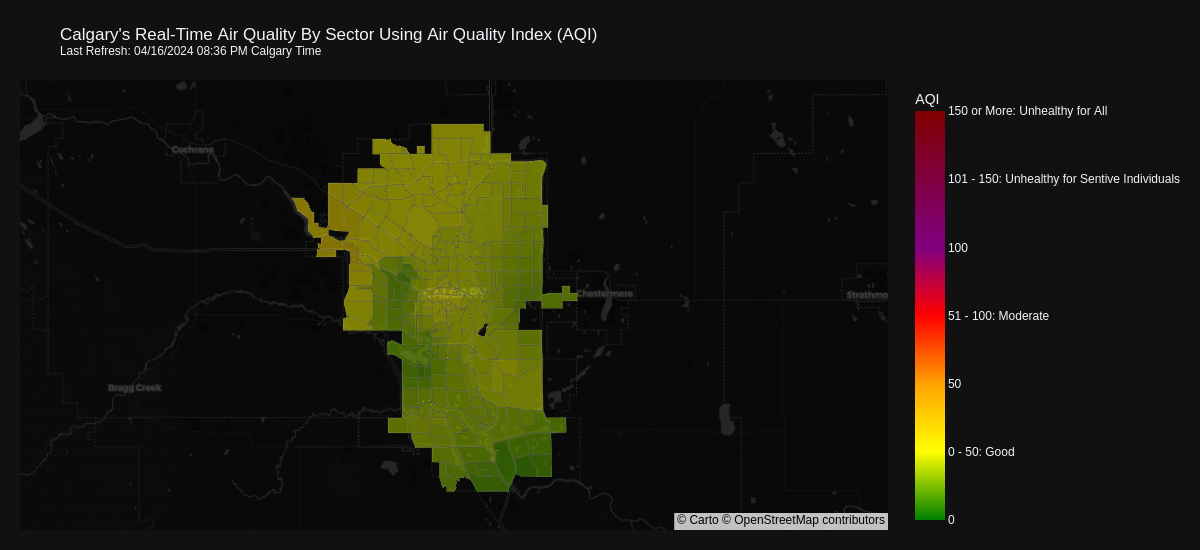 Calgary's Real-Time Air Quality By Sector Using Air Quality Index (AQI)
Last Refresh: 04/16/2024 08:36 PM Calgary Time
AQI
150 or More: Unhealthy for All
Cochrane
101 - 150: Unhealthy for Sentive Individuals
100
Chestermere
Strathmo
51 - 100: Moderate
Bragg Creek
50
0 - 50: Good
0
© Carto © OpenStreetMap contributors